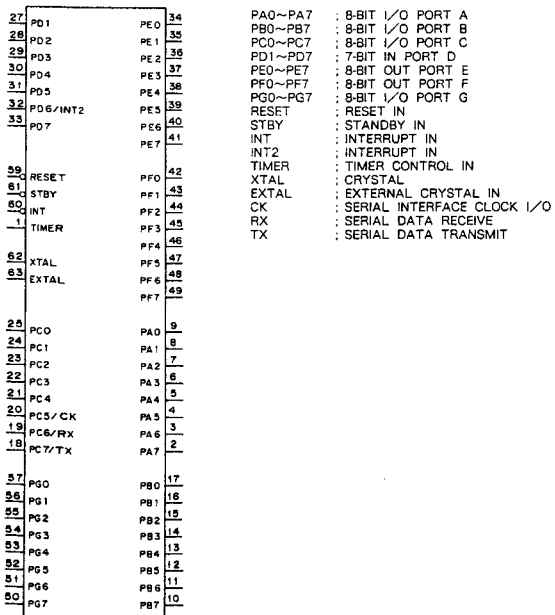 27 PD1 PE0 34
28 PD2 PE1 35
29 PD3 PE2 36
30 PD4 PE3 37
31 PD5 PE4 38
32 PD6/INT2 PE5 39
33 PD7 PE6 40
PE7 41
59 RESET PF0 42
61 STBY PF1 43
60 INT PF2 44
1 TIMER PF3 45
PF4 46
62 XTAL PF5 47
63 EXTAL PF6 48
PF7 49
25 PC0 PA0 9
24 PC1 PA1 8
23 PC2 PA2 7
22 PC3 PA3 6
21 PC4 PA4 5
20 PC5/CK PA5 4
19 PC6/RX PA6 3
18 PC7/TX PA7 2
57 PG0 PB0 17
56 PG1 PB1 16
55 PG2 PB2 15
54 PG3 PB3 14
53 PG4 PB4 13
52 PG5 PB5 12
51 PG6 PB6 11
50 PG7 PB7 10
PA0~PA7 ; 8-BIT I/O PORT A
PB0~PB7 ; 8-BIT I/O PORT B
PC0~PC7 ; 8-BIT I/O PORT C
PD1~PD7 ; 7-BIT IN PORT D
PE0~PE7 ; 8-BIT OUT PORT E
PF0~PF7 ; 8-BIT OUT PORT F
PG0~PG7 ; 8-BIT I/O PORT G
RESET ; RESET IN
STBY ; STANDBY IN
INT ; INTERRUPT IN
INT2 ; INTERRUPT IN
TIMER ; TIMER CONTROL IN
XTAL ; CRYSTAL
EXTAL ; EXTERNAL CRYSTAL IN
CK ; SERIAL INTERFACE CLOCK I/O
RX ; SERIAL DATA RECEIVE
TX ; SERIAL DATA TRANSMIT